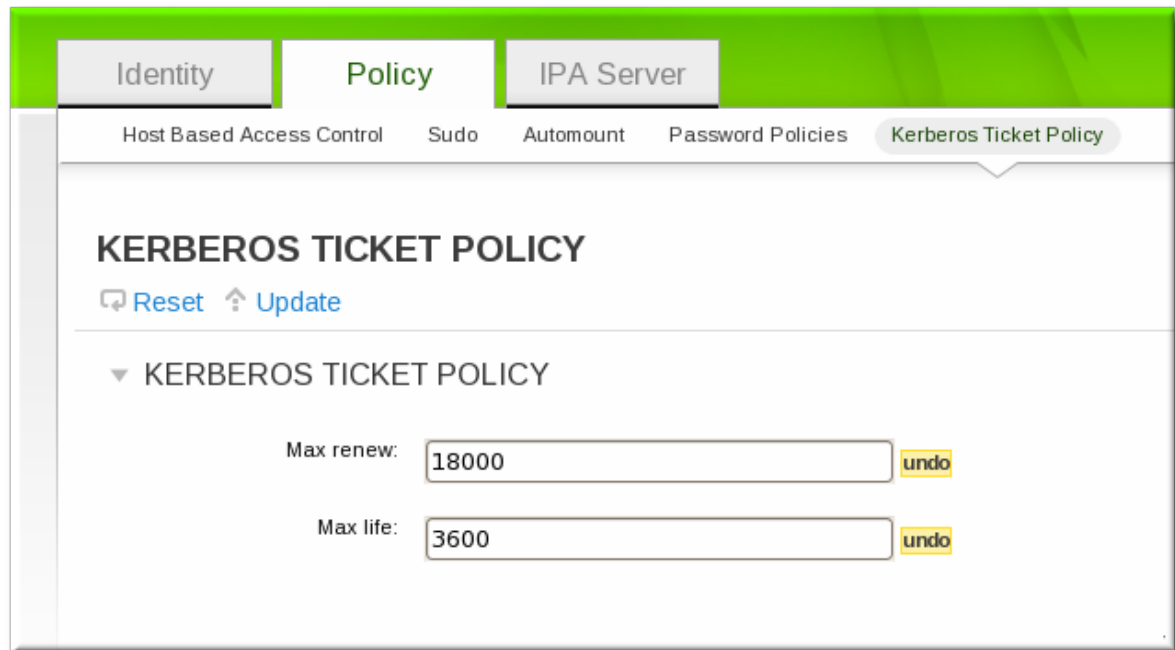 Identity Policy IPA Server
Host Based Access Control Sudo Automount Password Policies Kerberos Ticket Policy
KERBEROS TICKET POLICY
Reset Update
KERBEROS TICKET POLICY
Max renew: 18000 undo
Max life: 3600 undo